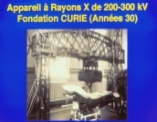 Appareil à Rayons X de 200-300 kV
Fondation CURIE (Années 30)